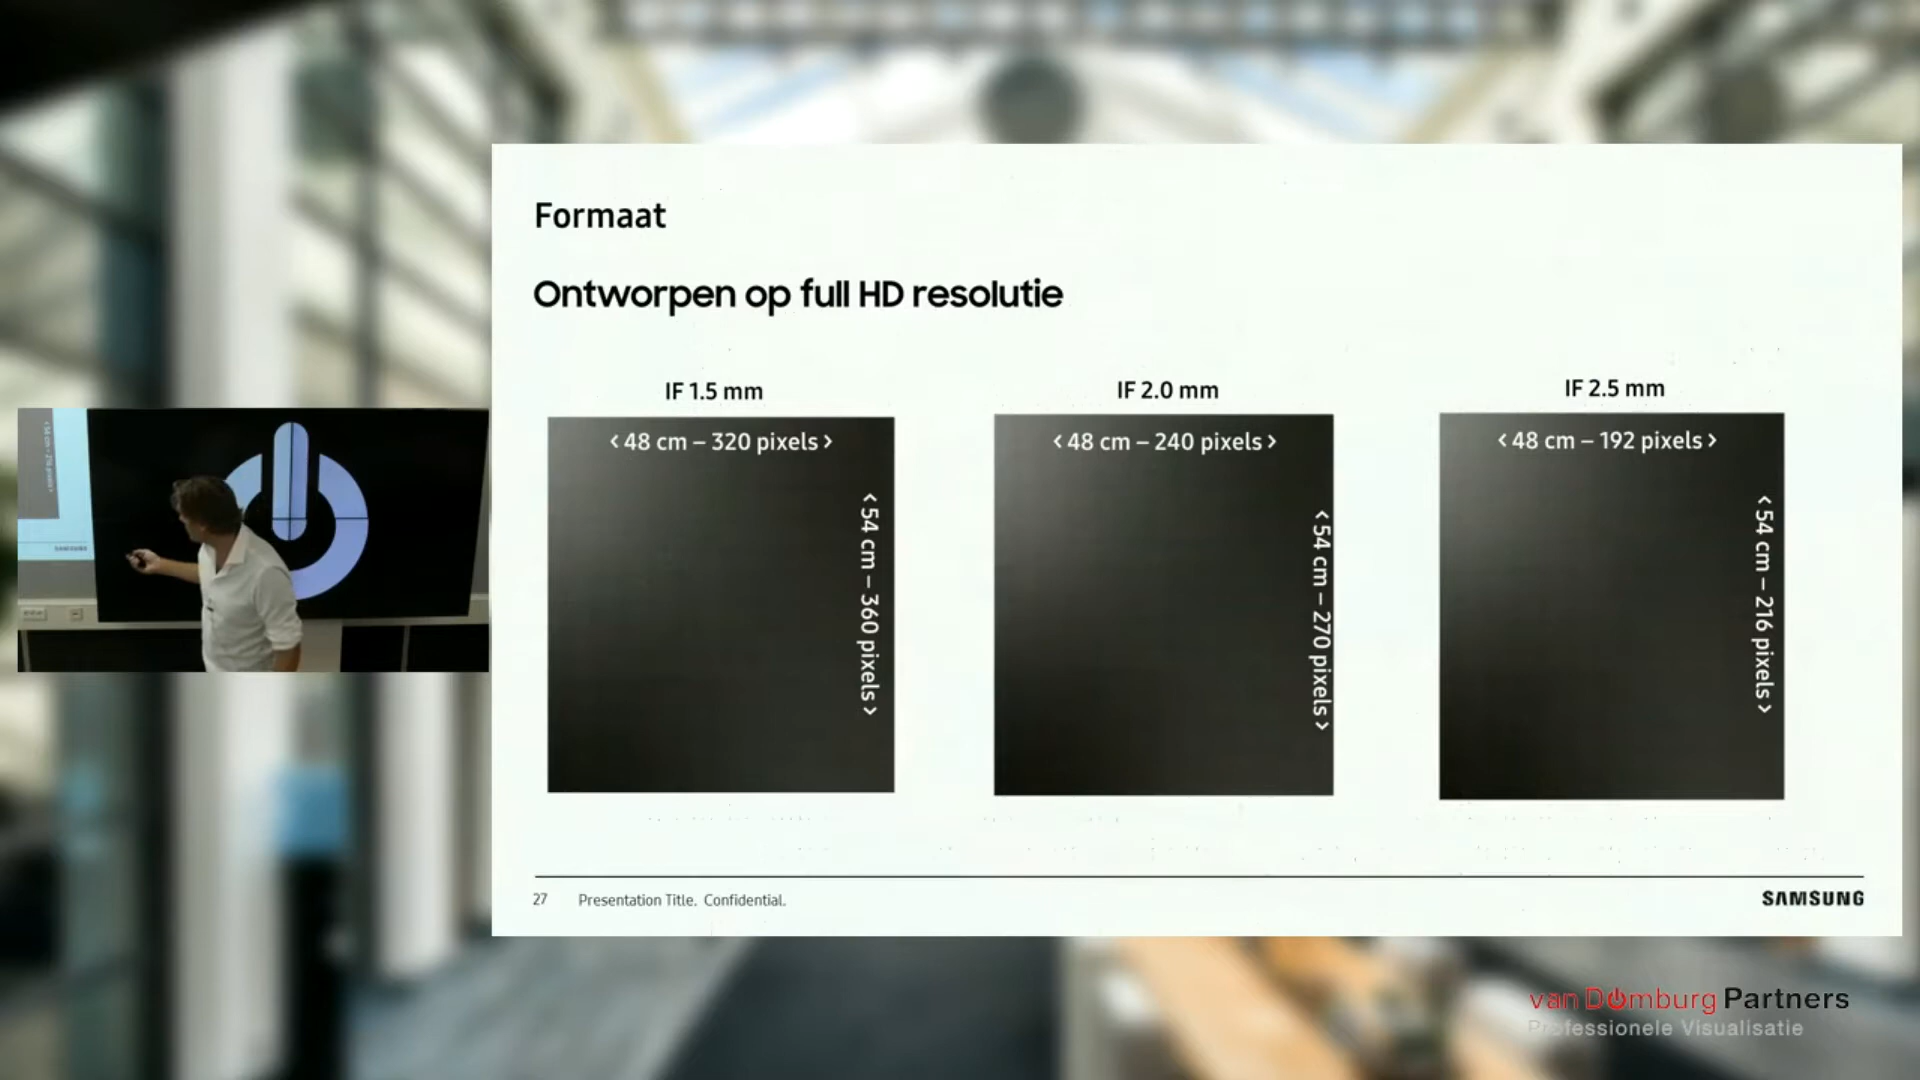 Formaat
Ontworpen op full HD resolutie
IF 1.5 mm
< 48 cm – 320 pixels >
< 54 cm – 360 pixels >
IF 2.0 mm
< 48 cm – 240 pixels >
< 54 cm – 270 pixels >
IF 2.5 mm
< 48 cm – 192 pixels >
< 54 cm – 216 pixels >
27
Presentation Title. Confidential.
SAMSUNG
SAMSUNG
van Domburg Partners
Professionele Visualisatie